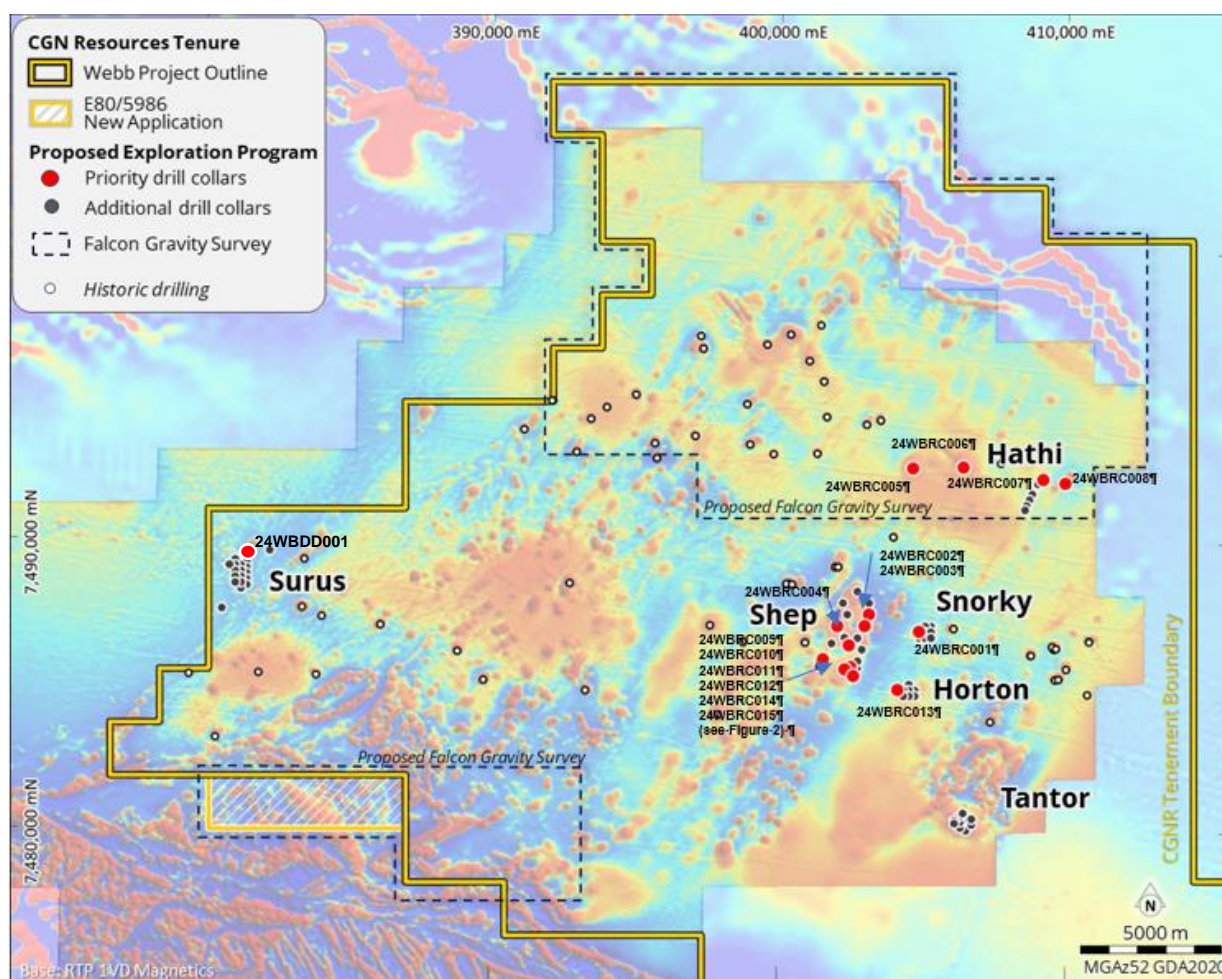 390,000 mE
400,000 mE
410,000 mE
CGN Resources Tenure
Webb Project Outline
E80/5986
New Application
Proposed Exploration Program
Priority drill collars
Additional drill collars
Falcon Gravity Survey
Historic drilling
24WBRC006¶
Hathi
24WBRC005¶
24WBRC007¶
24WBRC008¶
Proposed Falcon Gravity Survey
7,490,000 mN
24WBDD001
Surus
24WBRC002¶
24WBRC003¶
24WBRC004¶
Shep
Snorky
24WBRC009¶
24WBRC010¶
24WBRC011¶
24WBRC012¶
24WBRC014¶
24WBRC015¶
(see·Figure·2)·¶
24WBRC001¶
Horton
24WBRC013¶
Proposed Falcon Gravity Survey
Tantor
7,480,000 mN
CGNR Tenement Boundary
N
5000 m
MGAz52 GDA2020
Base: RTP 1VD Magnetics